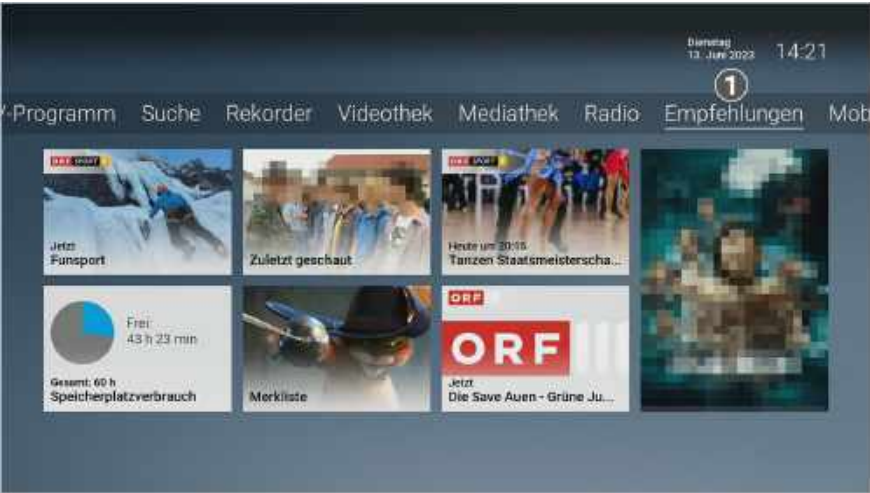 Dienstag
13. Juni 2023
14:21
1
V-Programm Suche Rekorder Videothek Mediathek Radio Empfehlungen Mob
ORF SPORT
Jetzt
Funsport
Zuletzt geschaut
ORF SPORT
Heute um 20:15
Tanzen Staatsmeisterscha...
Frei:
43 h 23 min
Gesamt: 60 h
Speicherplatzverbrauch
Merkliste
ORF
ORF
Jetzt
Die Save Auen - Grüne Ju...